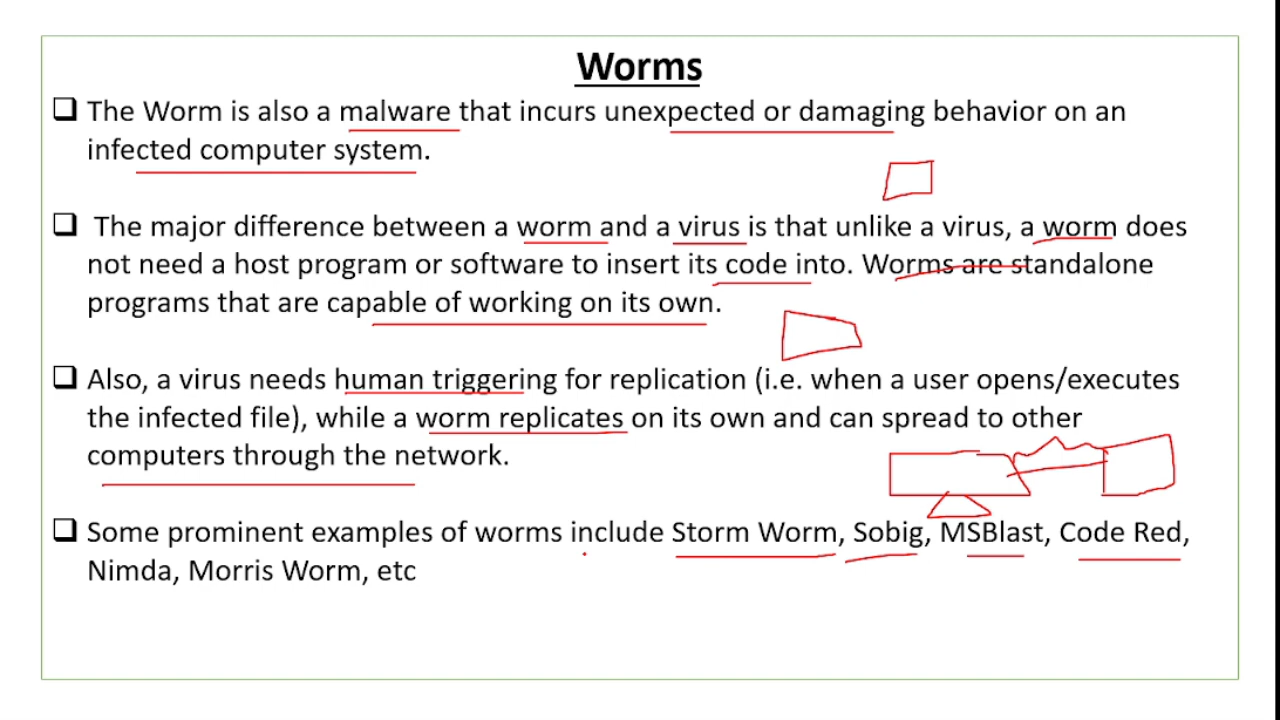 Worms
❑ The Worm is also a malware that incurs unexpected or damaging behavior on an
infected computer system.
❑ The major difference between a worm and a virus is that unlike a virus, a worm does
not need a host program or software to insert its code into. Worms are standalone
programs that are capable of working on its own.
❑ Also, a virus needs human triggering for replication (i.e. when a user opens/executes
the infected file), while a worm replicates on its own and can spread to other
computers through the network.
❑ Some prominent examples of worms include Storm Worm, Sobig, MSBlast, Code Red,
Nimda, Morris Worm, etc